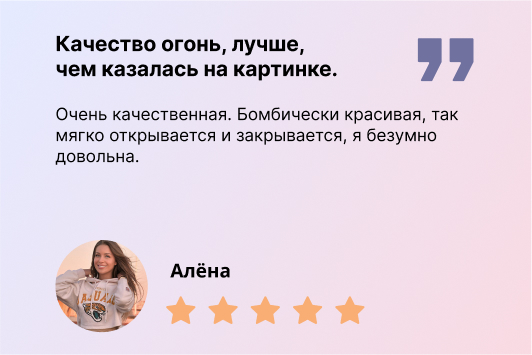 Качество огонь, лучше,
чем казалась на картинке.
Очень качественная. Бомбически красивая, так
мягко открывается и закрывается, я безумно
довольна.
Алёна